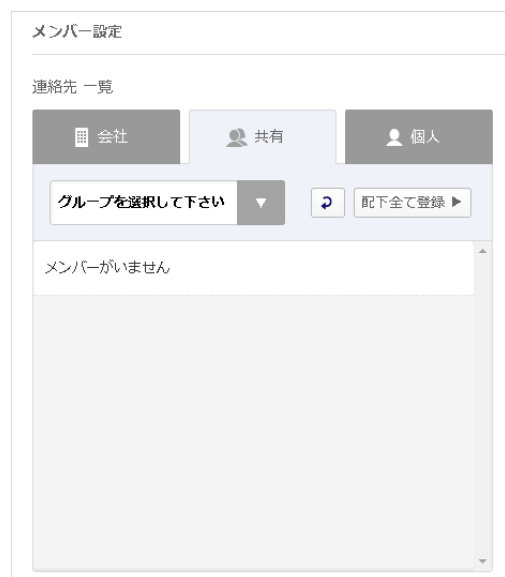 メンバー設定
連絡先 一覧
会社
共有
個人
グループを選択して下さい ▼
配下全て登録 ▶
メンバーがいません